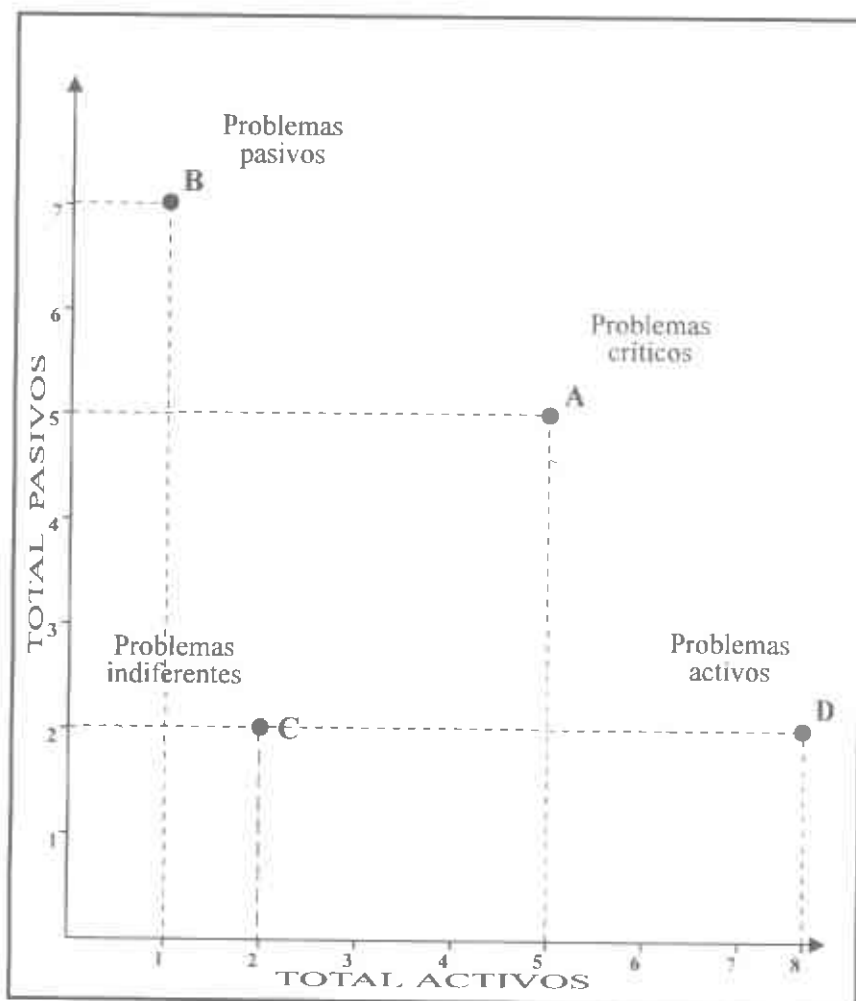 Problemas
pasivos
B
7
6
Problemas
críticos
A
5
4
3
Problemas
indiferentes
Problemas
activos
2
C
D
1
1 2 3 4 5 6 7 8
TOTAL PASIVOS
TOTAL ACTIVOS